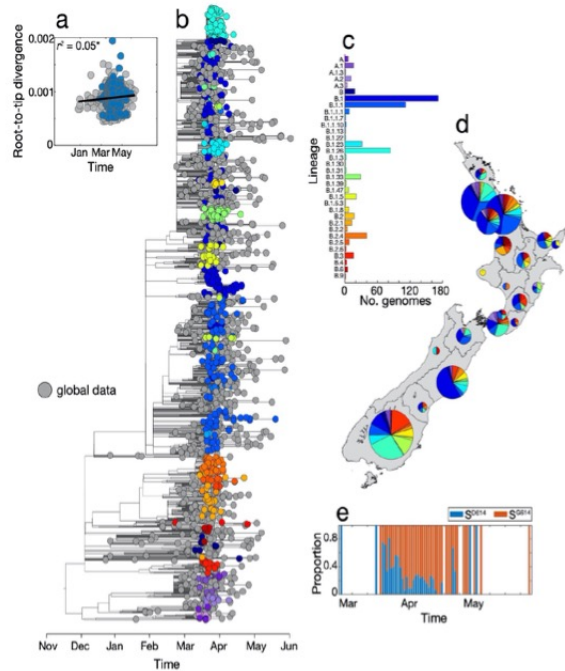 a
r² = 0.05*
Root-to-tip divergence
0.002
0.001
0
Jan Mar May
Time
b
global data
Nov Dec Jan Feb Mar Apr May Jun
Time
c
Lineage
A
A.1
A.1.3
A.2
A.3
B
B.1
B.1.1
B.1.1.1
B.1.1.7
B.1.1.10
B.1.13
B.1.22
B.1.23
B.1.26
B.1.3
B.1.30
B.1.31
B.1.33
B.1.39
B.1.47
B.1.5
B.1.5.3
B.1.8
B.2
B.2.1
B.2.2
B.2.4
B.2.5
B.2.6
B.3
B.4
B.6
B.9
0 60 120 180
No. genomes
d
e
S^D614 S^G614
Proportion
0.8
0.4
0
Mar Apr May
Time